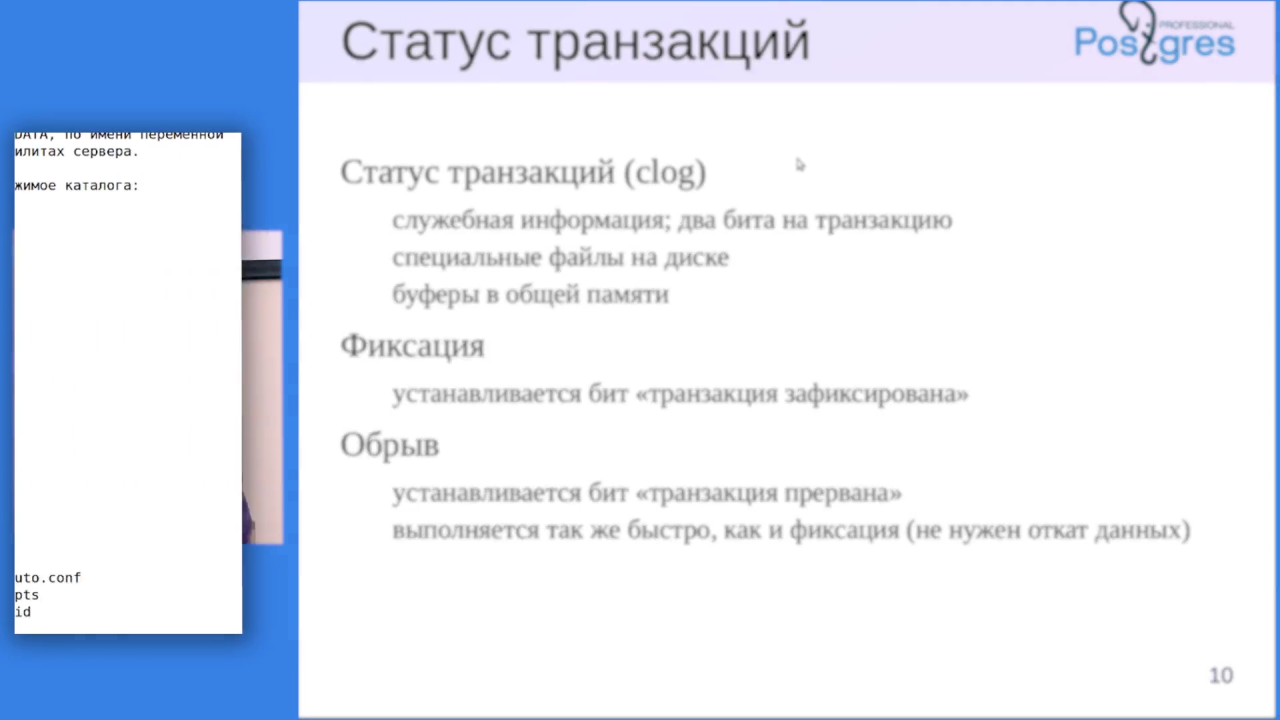 Статус транзакций
PROFESSIONAL
Postgres
DATA, по имени переменной
илитах сервера.
жимое каталога:
uto.conf
pts
id
Статус транзакций (clog)
служебная информация; два бита на транзакцию
специальные файлы на диске
буферы в общей памяти
Фиксация
устанавливается бит «транзакция зафиксирована»
Обрыв
устанавливается бит «транзакция прервана»
выполняется так же быстро, как и фиксация (не нужен откат данных)
10